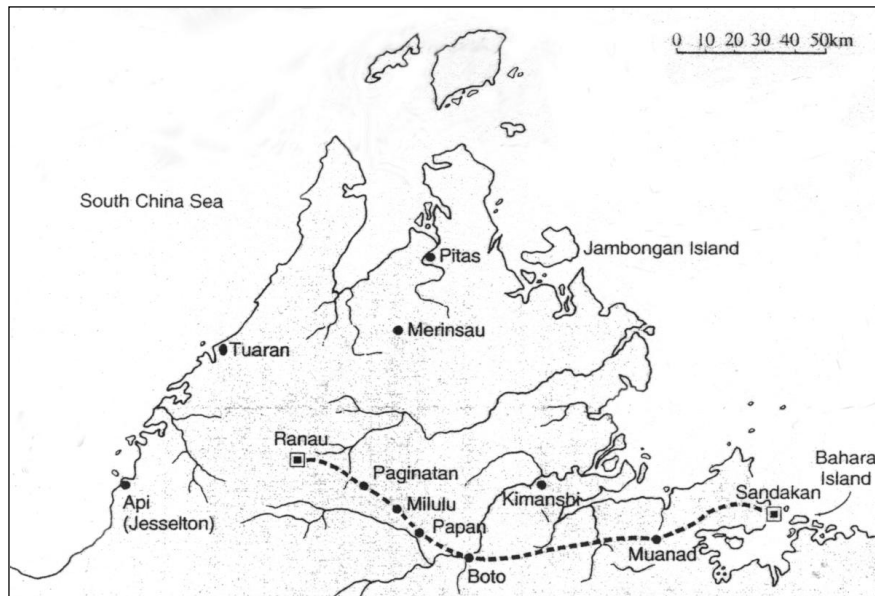 0 10 20 30 40 50km
South China Sea
Jambongan Island
Pitas
Merinsau
Tuaran
Ranau
Bahara
Island
Paginatan
Kimansbi
Sandakan
Api
(Jesselton)
Milulu
Papan
Muanad
Boto